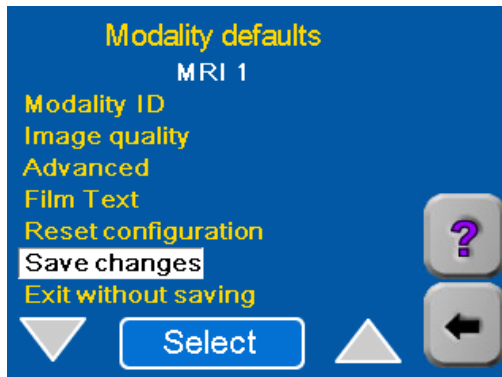 Modality defaults
MRI 1
Modality ID
Image quality
Advanced
Film Text
Reset configuration
Save changes
Exit without saving
?
Select